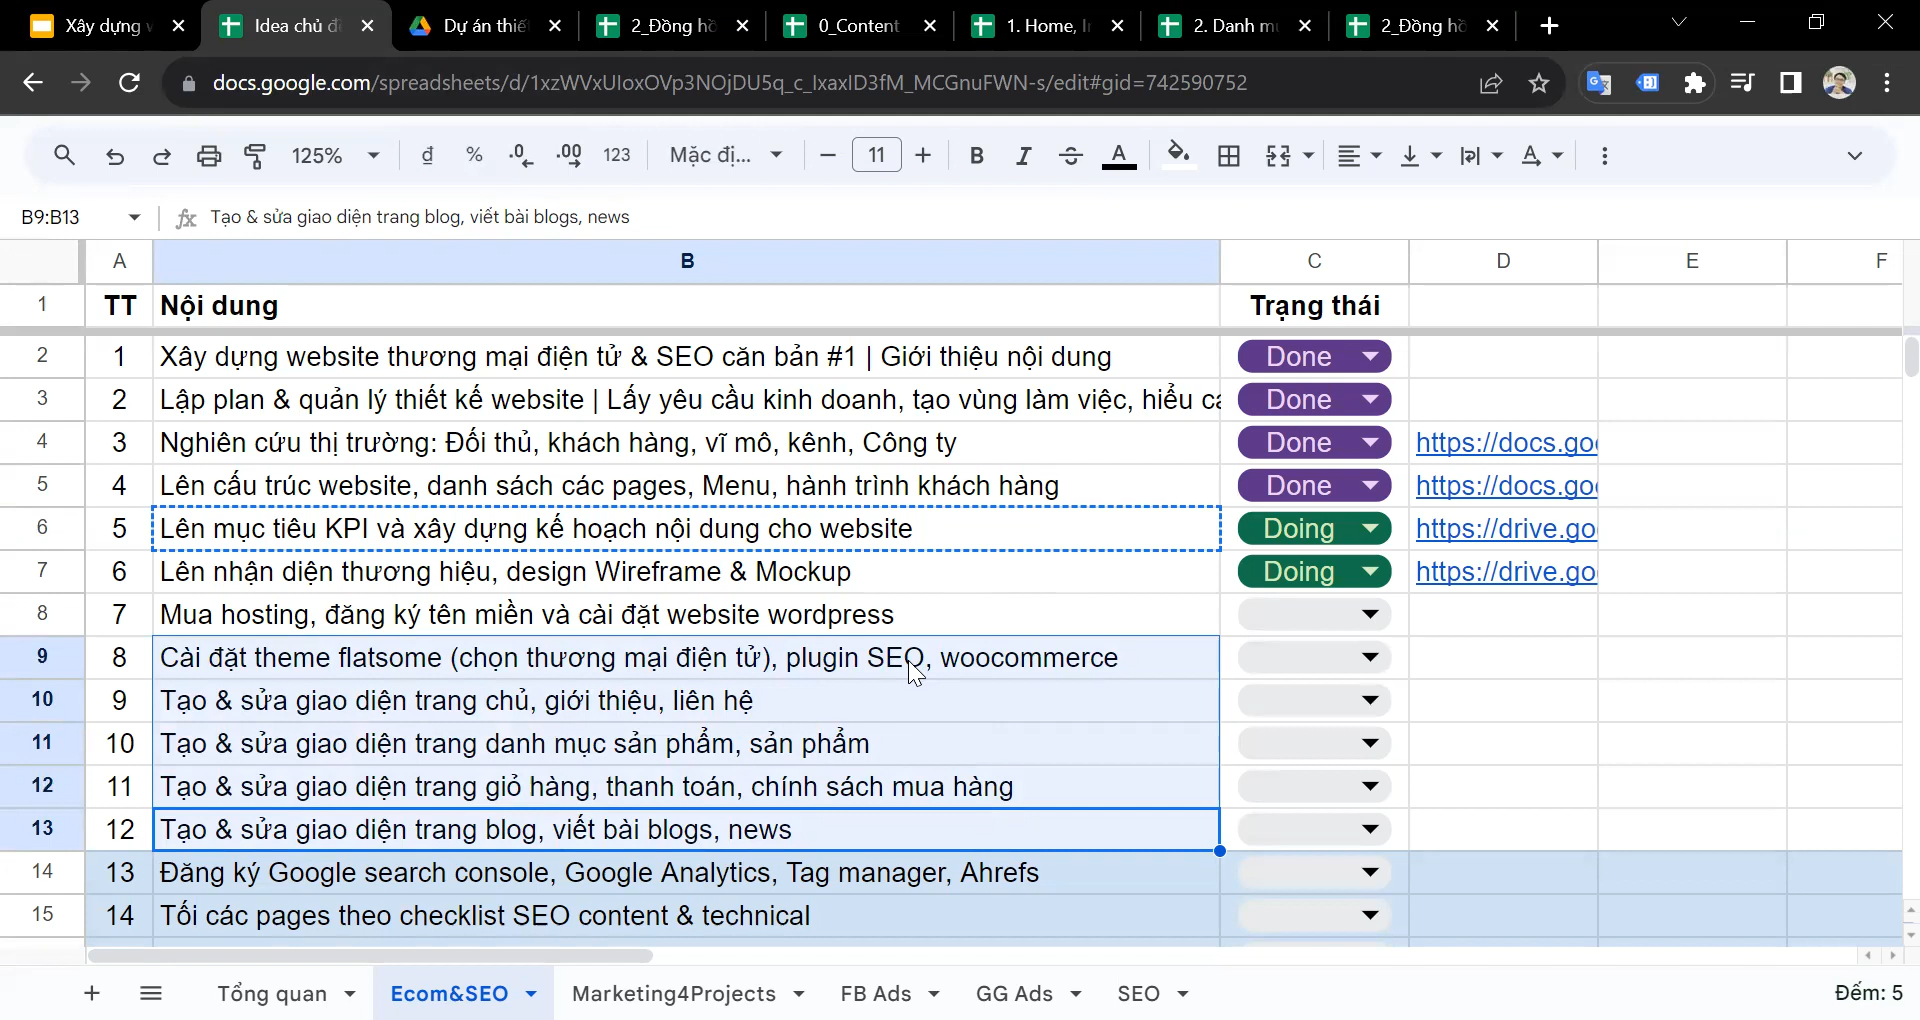 Xây dựng
Idea chủ đ
Dự án thiế
2_Đồng hồ
0_Content
1. Home, I
2. Danh m
2_Đồng hồ
docs.google.com/spreadsheets/d/1xzWVxUIoxOVp3NOjDU5q_c_IxaxID3fM_MCGnuFWN-s/edit#gid=742590752
125% đ % .0 .00 123 Mặc đị... 11 B I A
B9:B13 fx Tạo & sửa giao diện trang blog, viết bài blogs, news
A B C D E F
1 TT Nội dung Trạng thái
2 1 Xây dựng website thương mại điện tử & SEO căn bản #1 | Giới thiệu nội dung Done
3 2 Lập plan & quản lý thiết kế website | Lấy yêu cầu kinh doanh, tạo vùng làm việc, hiểu cá Done
4 3 Nghiên cứu thị trường: Đối thủ, khách hàng, vĩ mô, kênh, Công ty Done https://docs.goo
5 4 Lên cấu trúc website, danh sách các pages, Menu, hành trình khách hàng Done https://docs.goo
6 5 Lên mục tiêu KPI và xây dựng kế hoạch nội dung cho website Doing https://drive.goo
7 6 Lên nhận diện thương hiệu, design Wireframe & Mockup Doing https://drive.goo
8 7 Mua hosting, đăng ký tên miền và cài đặt website wordpress
9 8 Cài đặt theme flatsome (chọn thương mại điện tử), plugin SEO, woocommerce
10 9 Tạo & sửa giao diện trang chủ, giới thiệu, liên hệ
11 10 Tạo & sửa giao diện trang danh mục sản phẩm, sản phẩm
12 11 Tạo & sửa giao diện trang giỏ hàng, thanh toán, chính sách mua hàng
13 12 Tạo & sửa giao diện trang blog, viết bài blogs, news
14 13 Đăng ký Google search console, Google Analytics, Tag manager, Ahrefs
15 14 Tối các pages theo checklist SEO content & technical
Tổng quan Ecom&SEO Marketing4Projects FB Ads GG Ads SEO Đếm: 5